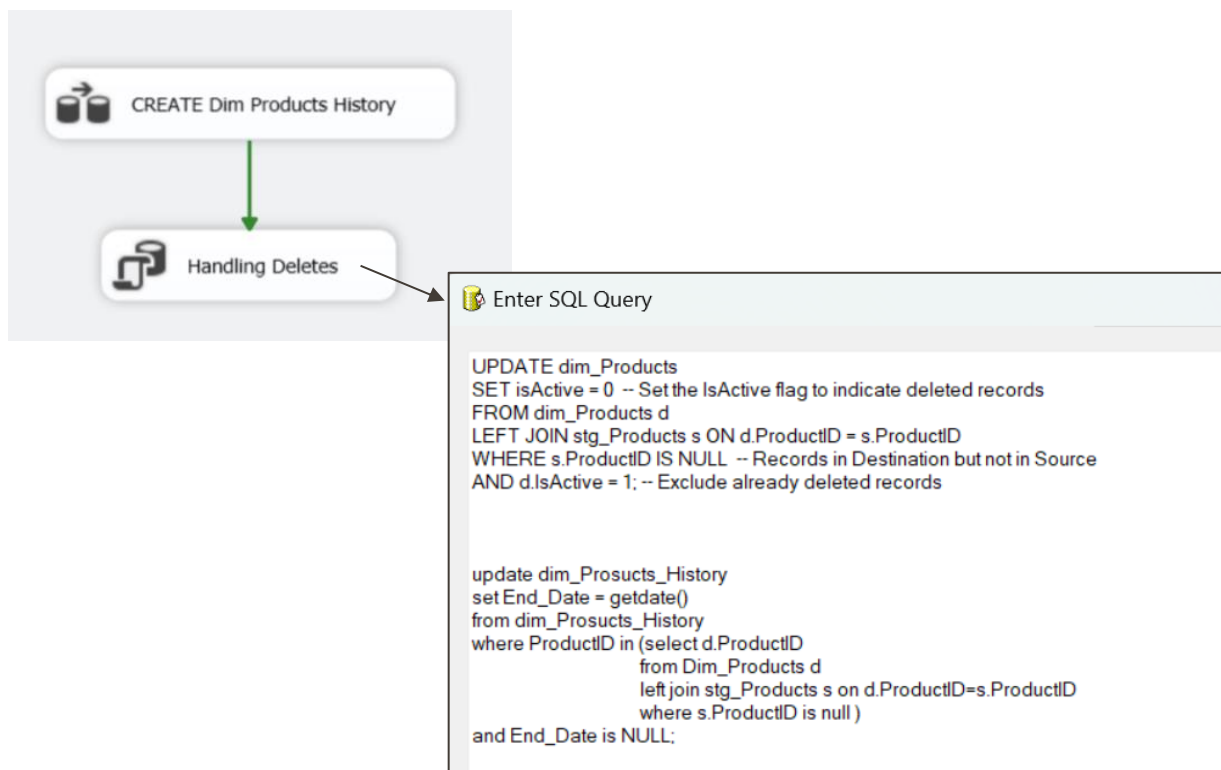 CREATE Dim Products History
Handling Deletes
Enter SQL Query
UPDATE dim_Products
SET isActive = 0 -- Set the IsActive flag to indicate deleted records
FROM dim_Products d
LEFT JOIN stg_Products s ON d.ProductID = s.ProductID
WHERE s.ProductID IS NULL -- Records in Destination but not in Source
AND d.IsActive = 1; -- Exclude already deleted records
update dim_Prosucts_History
set End_Date = getdate()
from dim_Prosucts_History
where ProductID in (select d.ProductID
from Dim_Products d
left join stg_Products s on d.ProductID=s.ProductID
where s.ProductID is null )
and End_Date is NULL;